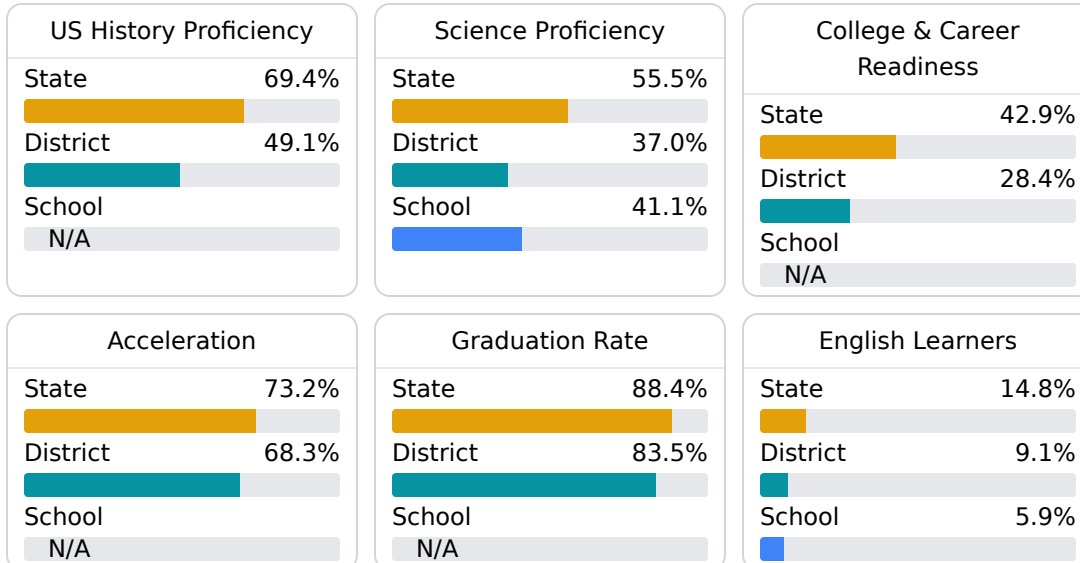 US History Proficiency
State 69.4%
District 49.1%
School
N/A
Science Proficiency
State 55.5%
District 37.0%
School 41.1%
College & Career
Readiness
State 42.9%
District 28.4%
School
N/A
Acceleration
State 73.2%
District 68.3%
School
N/A
Graduation Rate
State 88.4%
District 83.5%
School
N/A
English Learners
State 14.8%
District 9.1%
School 5.9%